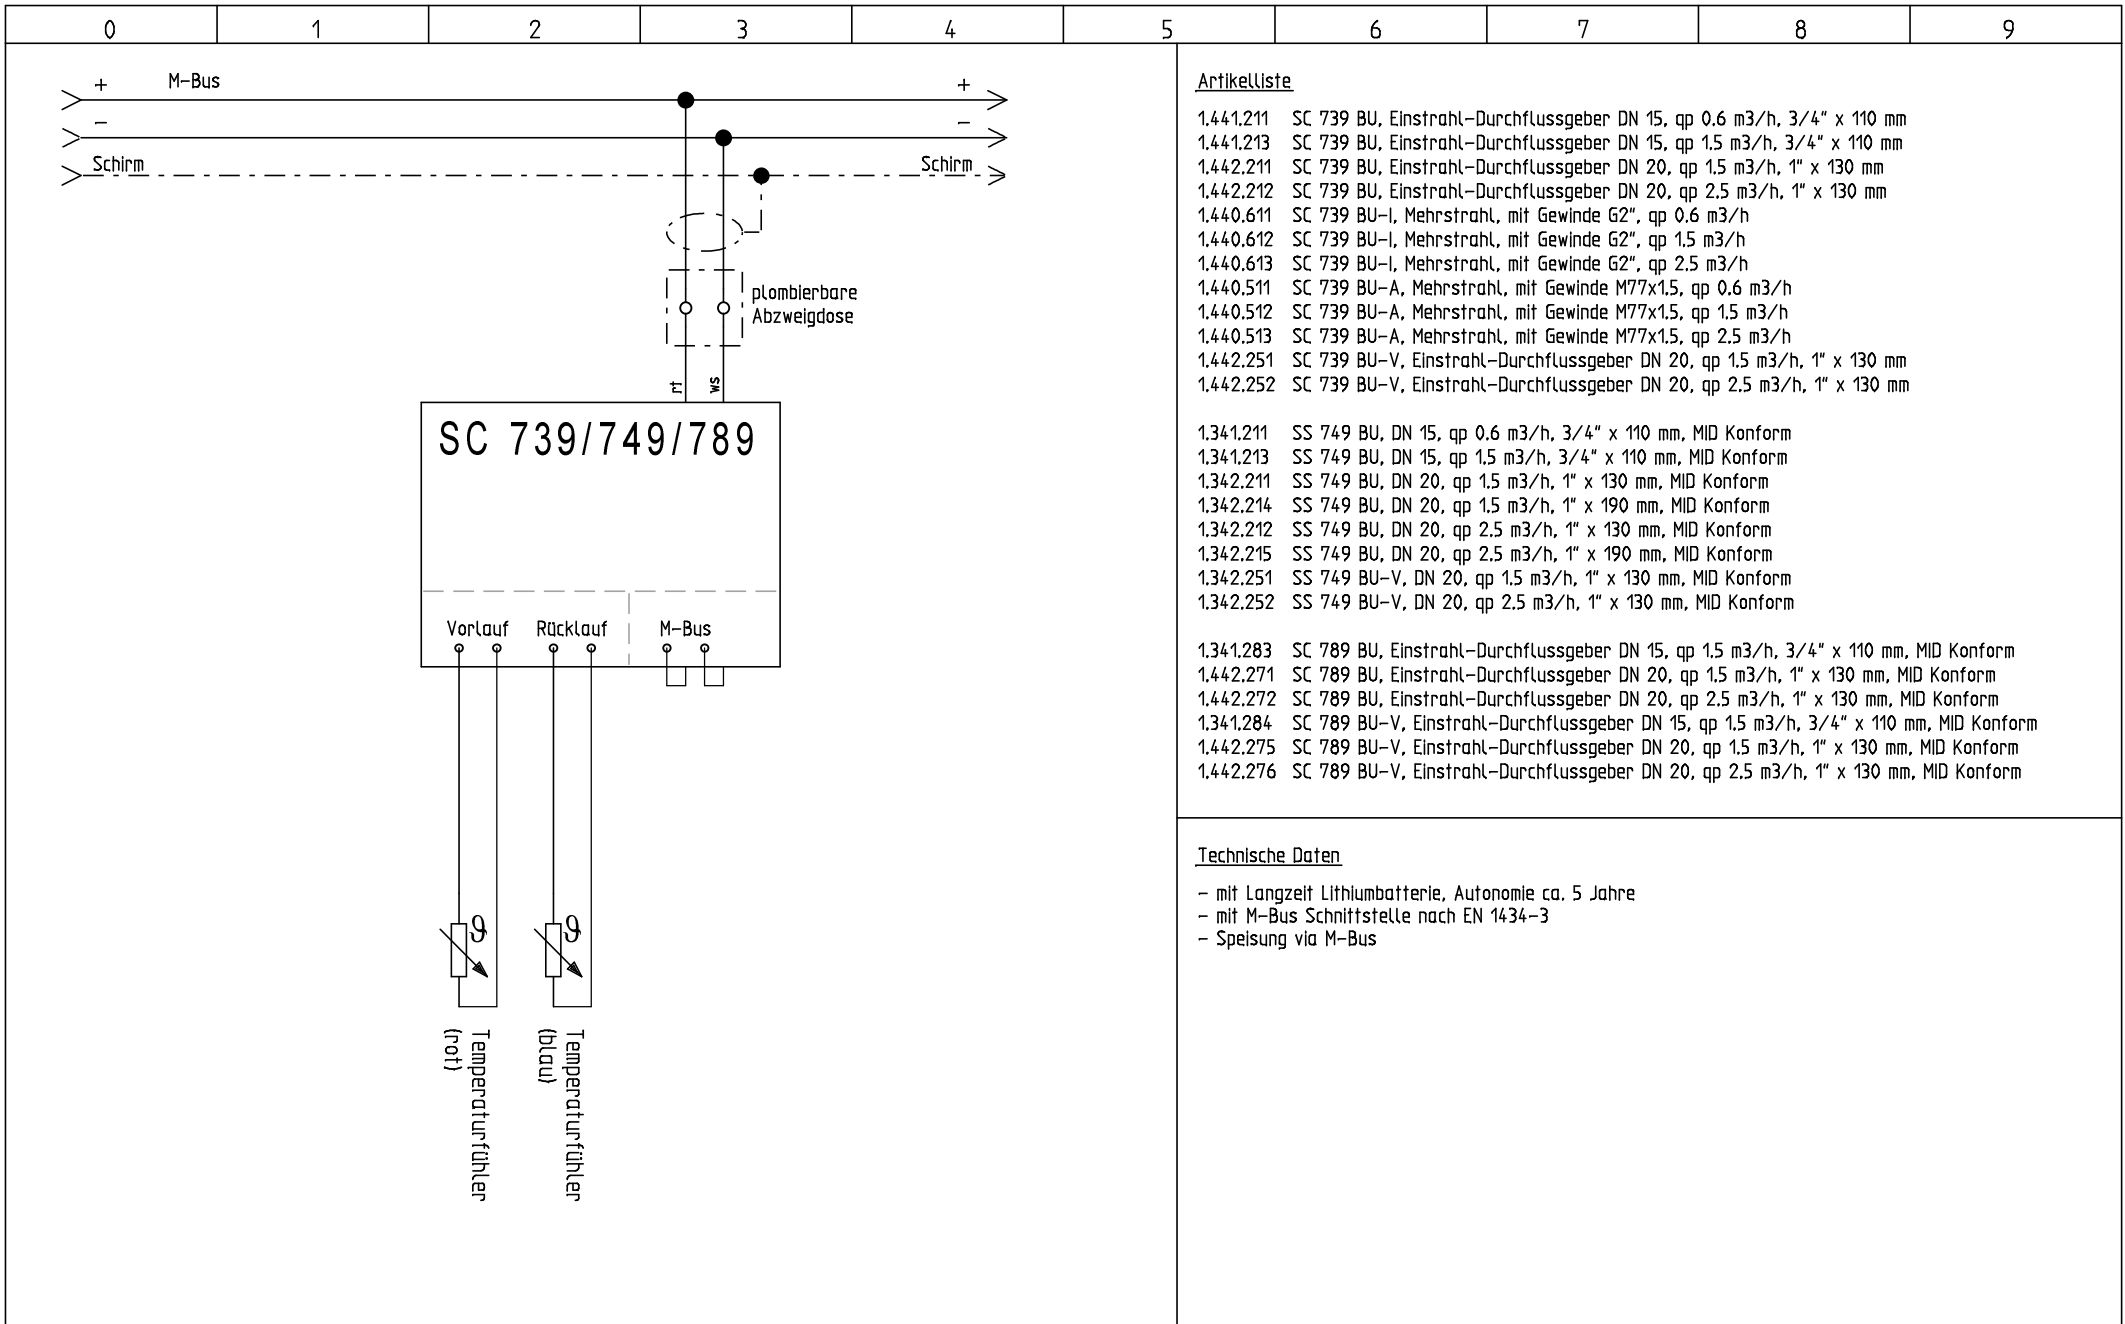 0 1 2 3 4 5 6 7 8 9
+ M-Bus +
- -
Schirm Schirm
plombierbare
Abzweigdose
rt ws
SC 739/749/789
Vorlauf Rücklauf M-Bus
ϑ ϑ
Temperaturfühler
(rot)
Temperaturfühler
(blau)
Artikelliste
1.441.211 SC 739 BU, Einstrahl-Durchflussgeber DN 15, qp 0.6 m3/h, 3/4" x 110 mm
1.441.213 SC 739 BU, Einstrahl-Durchflussgeber DN 15, qp 1.5 m3/h, 3/4" x 110 mm
1.442.211 SC 739 BU, Einstrahl-Durchflussgeber DN 20, qp 1.5 m3/h, 1" x 130 mm
1.442.212 SC 739 BU, Einstrahl-Durchflussgeber DN 20, qp 2.5 m3/h, 1" x 130 mm
1.440.611 SC 739 BU-I, Mehrstrahl, mit Gewinde G2", qp 0.6 m3/h
1.440.612 SC 739 BU-I, Mehrstrahl, mit Gewinde G2", qp 1.5 m3/h
1.440.613 SC 739 BU-I, Mehrstrahl, mit Gewinde G2", qp 2.5 m3/h
1.440.511 SC 739 BU-A, Mehrstrahl, mit Gewinde M77x1.5, qp 0.6 m3/h
1.440.512 SC 739 BU-A, Mehrstrahl, mit Gewinde M77x1.5, qp 1.5 m3/h
1.440.513 SC 739 BU-A, Mehrstrahl, mit Gewinde M77x1.5, qp 2.5 m3/h
1.442.251 SC 739 BU-V, Einstrahl-Durchflussgeber DN 20, qp 1.5 m3/h, 1" x 130 mm
1.442.252 SC 739 BU-V, Einstrahl-Durchflussgeber DN 20, qp 2.5 m3/h, 1" x 130 mm
1.341.211 SS 749 BU, DN 15, qp 0.6 m3/h, 3/4" x 110 mm, MID Konform
1.341.213 SS 749 BU, DN 15, qp 1.5 m3/h, 3/4" x 110 mm, MID Konform
1.342.211 SS 749 BU, DN 20, qp 1.5 m3/h, 1" x 130 mm, MID Konform
1.342.214 SS 749 BU, DN 20, qp 1.5 m3/h, 1" x 190 mm, MID Konform
1.342.212 SS 749 BU, DN 20, qp 2.5 m3/h, 1" x 130 mm, MID Konform
1.342.215 SS 749 BU, DN 20, qp 2.5 m3/h, 1" x 190 mm, MID Konform
1.342.251 SS 749 BU-V, DN 20, qp 1.5 m3/h, 1" x 130 mm, MID Konform
1.342.252 SS 749 BU-V, DN 20, qp 2.5 m3/h, 1" x 130 mm, MID Konform
1.341.283 SC 789 BU, Einstrahl-Durchflussgeber DN 15, qp 1.5 m3/h, 3/4" x 110 mm, MID Konform
1.442.271 SC 789 BU, Einstrahl-Durchflussgeber DN 20, qp 1.5 m3/h, 1" x 130 mm, MID Konform
1.442.272 SC 789 BU, Einstrahl-Durchflussgeber DN 20, qp 2.5 m3/h, 1" x 130 mm, MID Konform
1.341.284 SC 789 BU-V, Einstrahl-Durchflussgeber DN 15, qp 1.5 m3/h, 3/4" x 110 mm, MID Konform
1.442.275 SC 789 BU-V, Einstrahl-Durchflussgeber DN 20, qp 1.5 m3/h, 1" x 130 mm, MID Konform
1.442.276 SC 789 BU-V, Einstrahl-Durchflussgeber DN 20, qp 2.5 m3/h, 1" x 130 mm, MID Konform
Technische Daten
- mit Langzeit Lithiumbatterie, Autonomie ca. 5 Jahre
- mit M-Bus Schnittstelle nach EN 1434-3
- Speisung via M-Bus